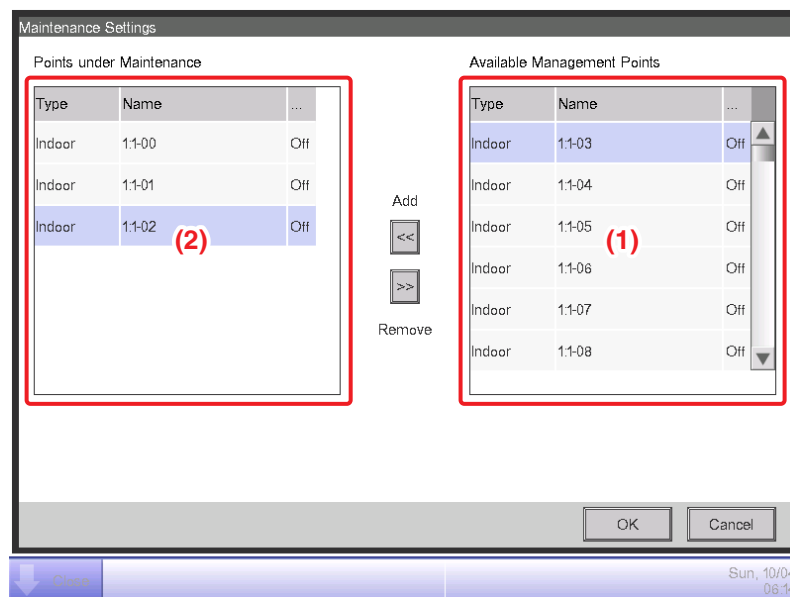 Maintenance Settings
Points under Maintenance
Available Management Points
Type Name ...
Type Name ...
Indoor 1:1-00 Off
Indoor 1:1-03 Off
Indoor 1:1-01 Off
Indoor 1:1-04 Off
Add
Indoor 1:1-02 Off
(2)
<<
Indoor 1:1-05 Off
(1)
Indoor 1:1-06 Off
>>
Indoor 1:1-07 Off
Remove
Indoor 1:1-08 Off
OK Cancel
Sun, 10/0